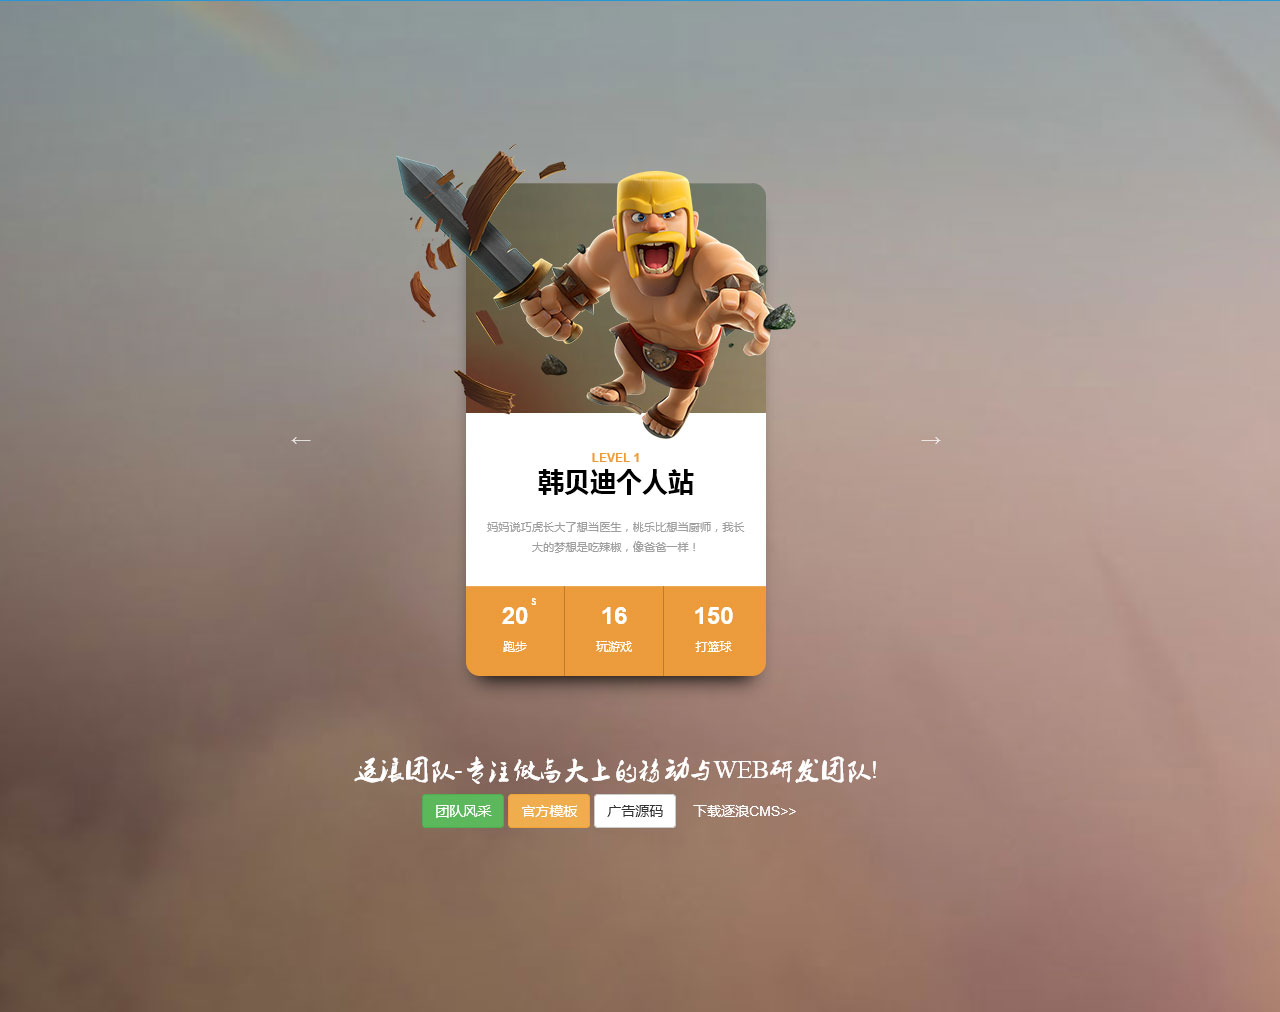 ←
→
LEVEL 1
韩贝迪个人站
妈妈说巧虎长大了想当医生，桃乐比想当厨师，我长
大的梦想是吃辣椒，像爸爸一样！
20 S 16 150
跑步 玩游戏 打篮球
逐浪团队-专注做高大上的移动与WEB研发团队!
团队风采 官方模板 广告源码 下载逐浪CMS>>